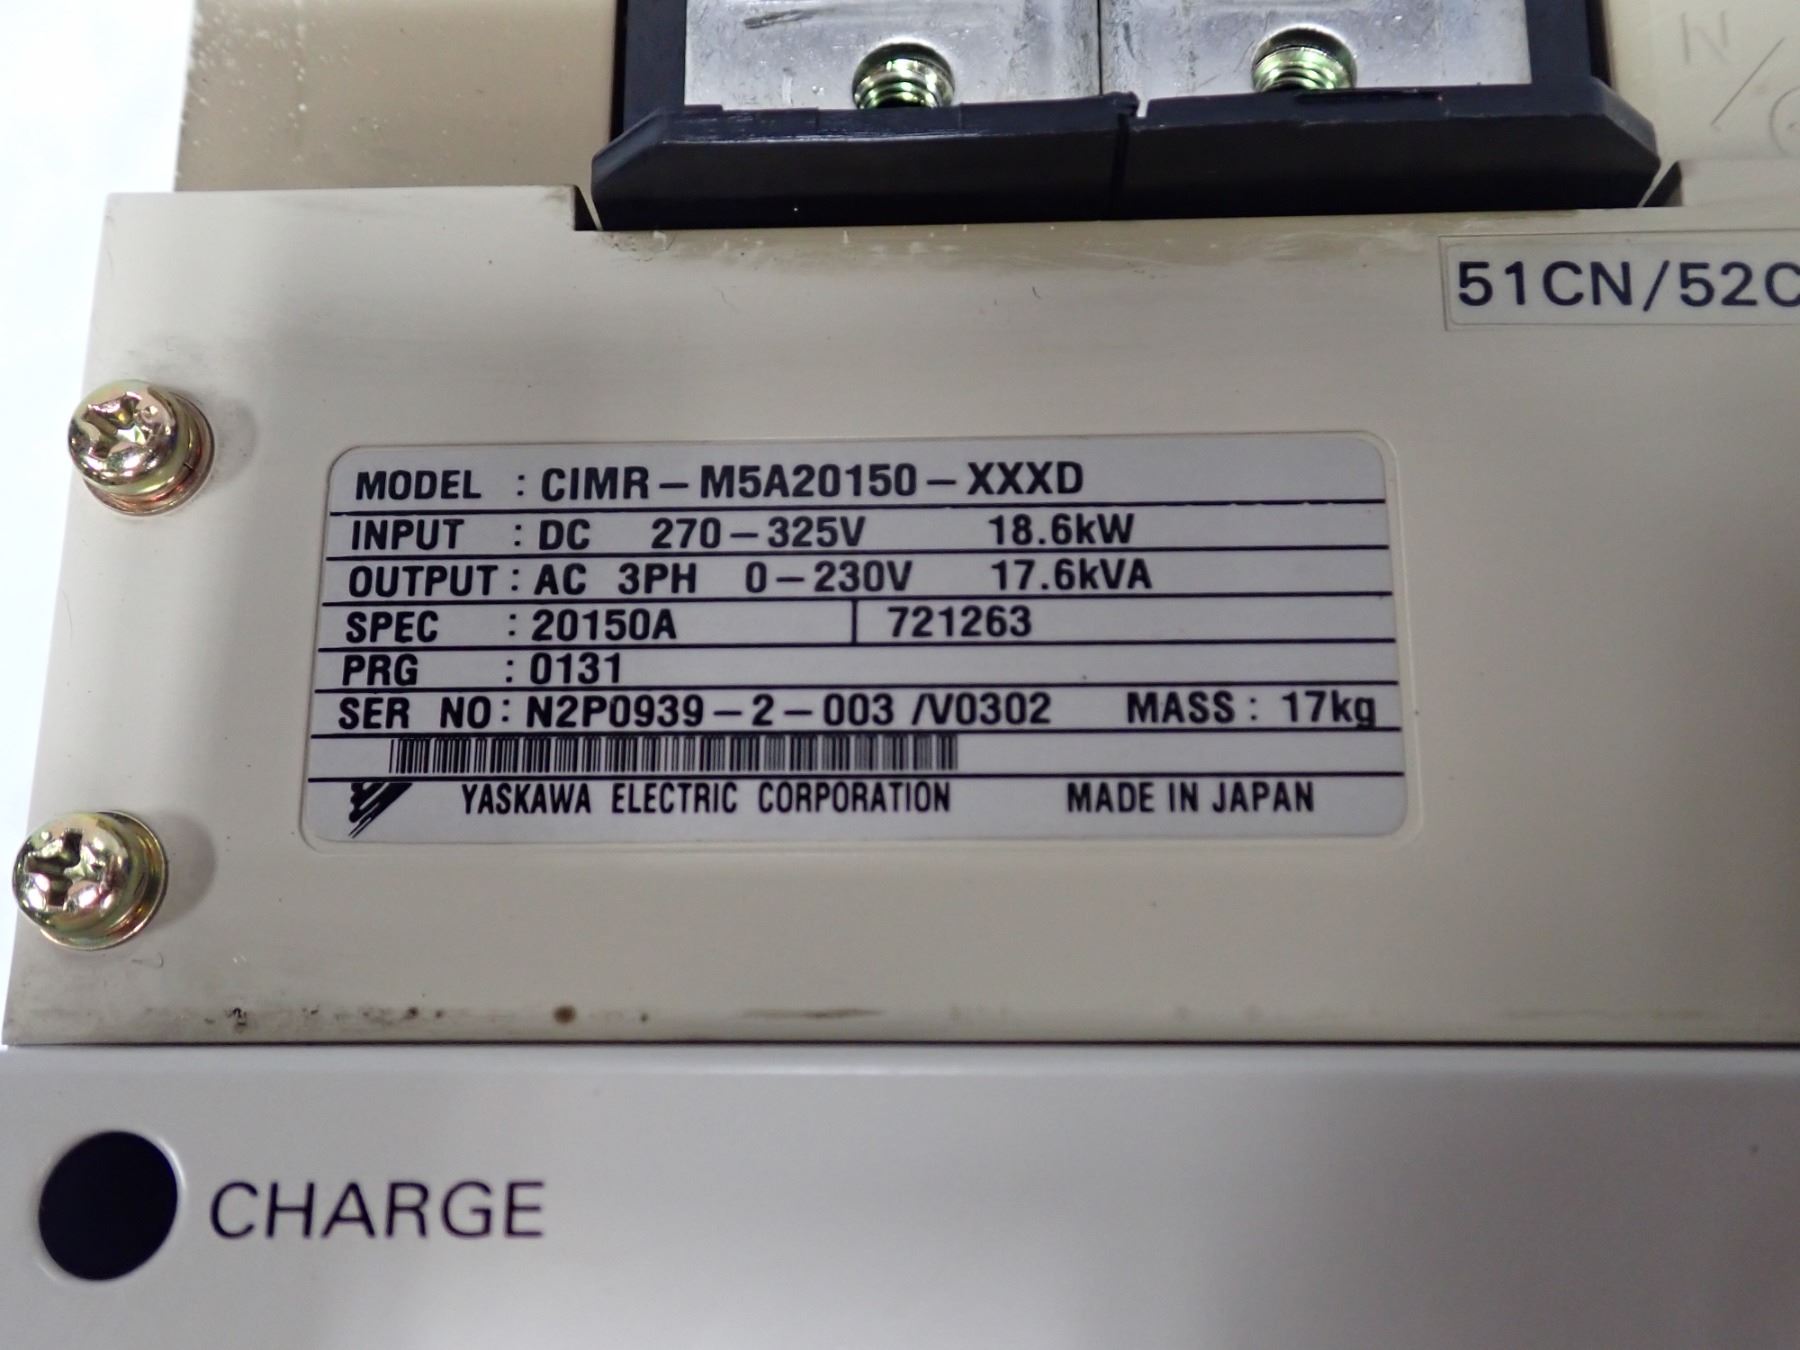 N/
51CN/52C
MODEL : CIMR-M5A20150-XXXD
INPUT : DC 270-325V 18.6kW
OUTPUT : AC 3PH 0-230V 17.6kVA
SPEC : 20150A 721263
PRG : 0131
SER NO : N2P0939-2-003 /V0302 MASS : 17kg
YASKAWA ELECTRIC CORPORATION MADE IN JAPAN
CHARGE